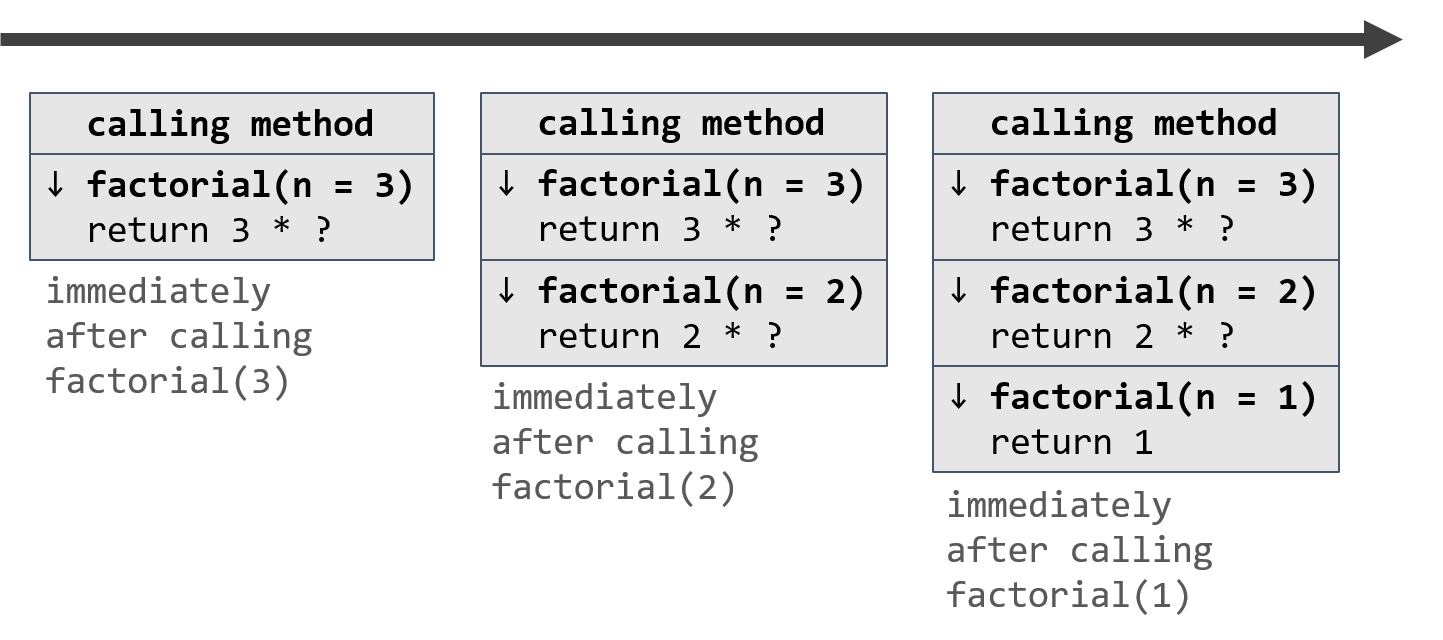 calling method
↓ factorial(n = 3)
return 3 * ?
immediately
after calling
factorial(3)
calling method
↓ factorial(n = 3)
return 3 * ?
↓ factorial(n = 2)
return 2 * ?
immediately
after calling
factorial(2)
calling method
↓ factorial(n = 3)
return 3 * ?
↓ factorial(n = 2)
return 2 * ?
↓ factorial(n = 1)
return 1
immediately
after calling
factorial(1)